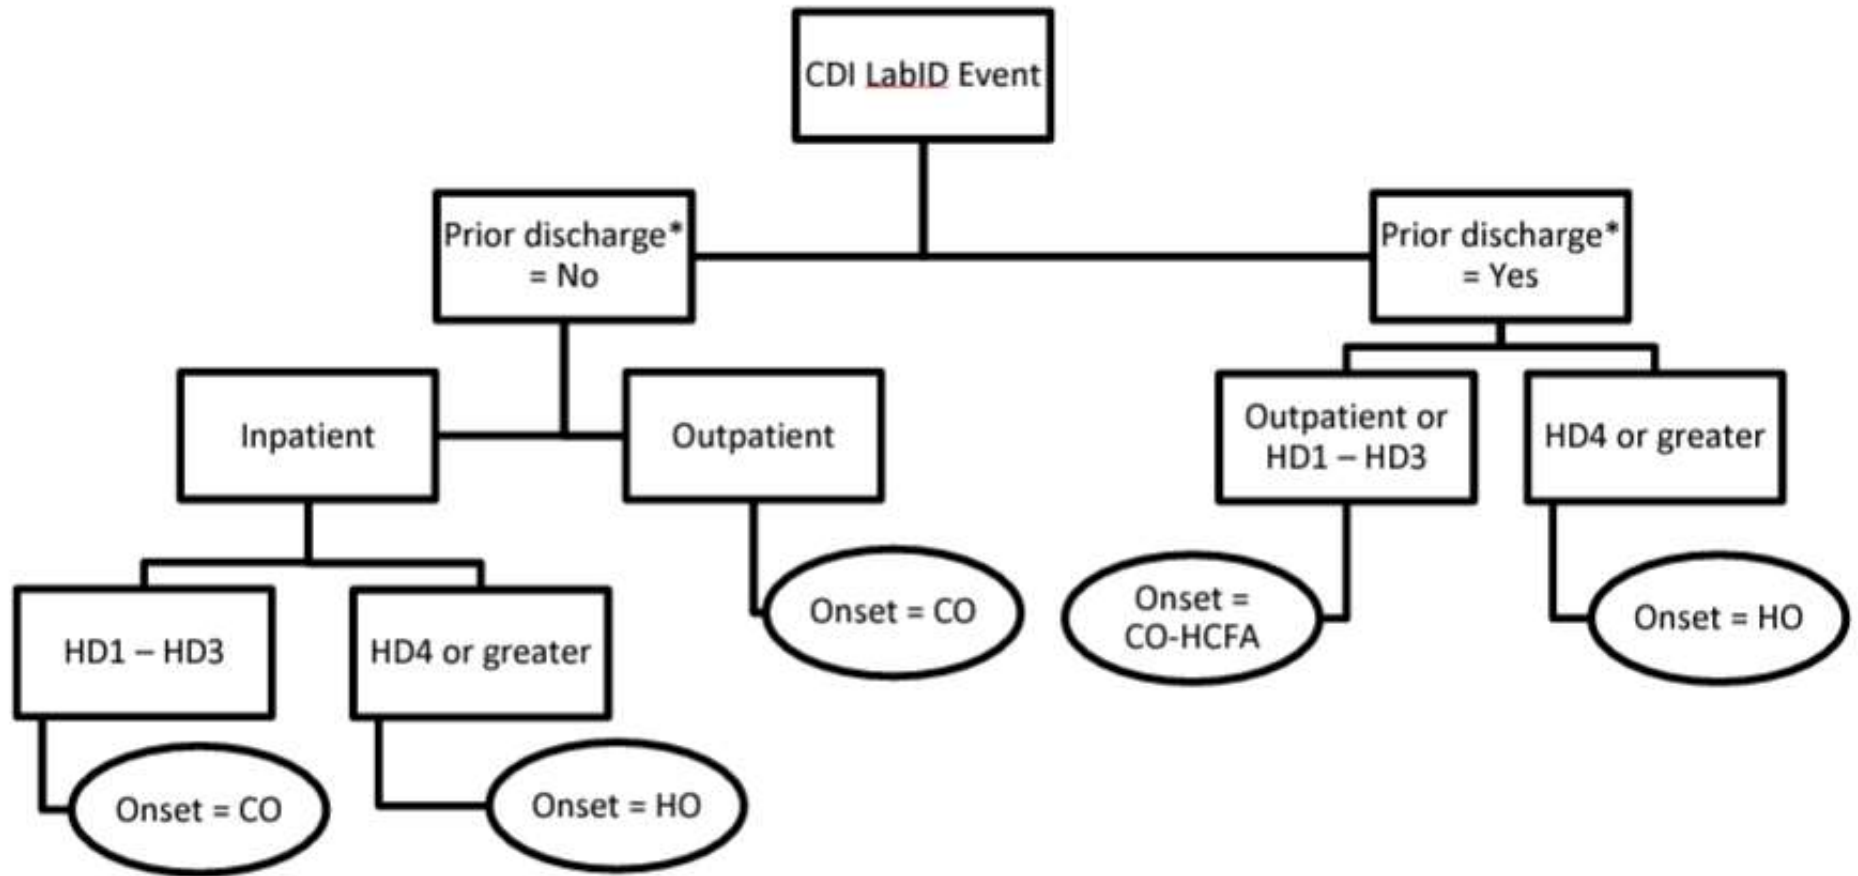 CDI LabID Event
Prior discharge*
= No
Prior discharge*
= Yes
Inpatient
Outpatient
Outpatient or
HD1 – HD3
HD4 or greater
HD1 – HD3
HD4 or greater
Onset = CO
Onset =
CO-HCFA
Onset = HO
Onset = CO
Onset = HO